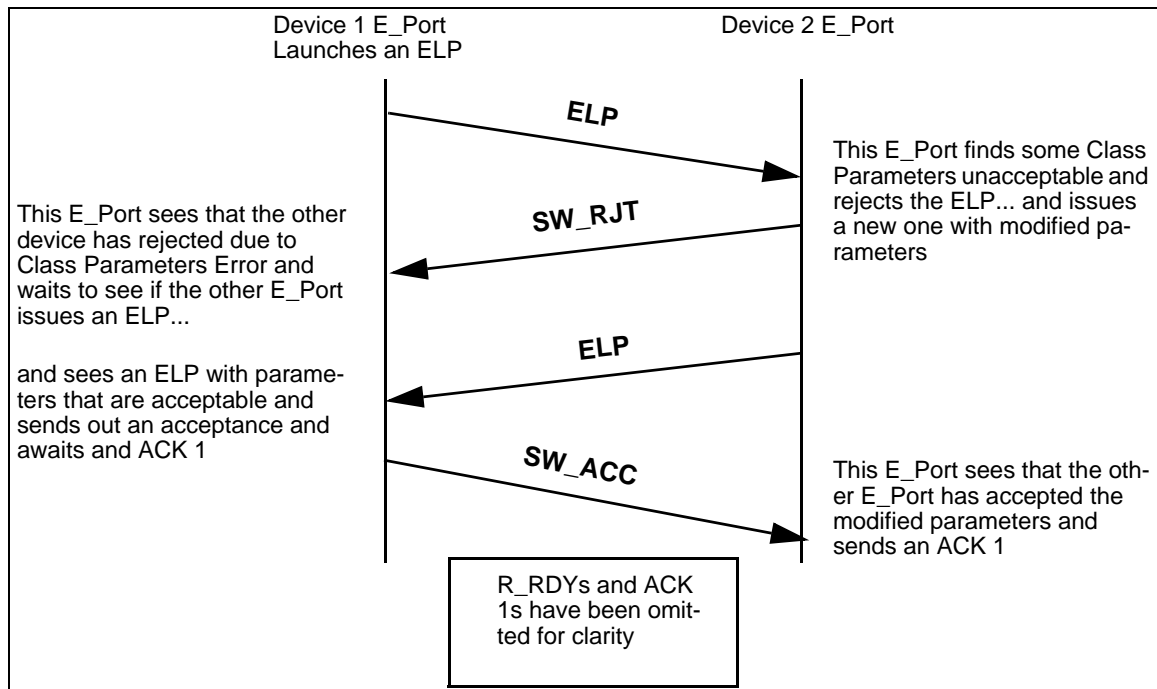 Device 1 E_Port
Launches an ELP
Device 2 E_Port
ELP
This E_Port finds some Class
Parameters unacceptable and
rejects the ELP... and issues
a new one with modified pa-
rameters
SW_RJT
This E_Port sees that the other
device has rejected due to
Class Parameters Error and
waits to see if the other E_Port
issues an ELP...
ELP
and sees an ELP with parame-
ters that are acceptable and
sends out an acceptance and
awaits and ACK 1
SW_ACC
This E_Port sees that the oth-
er E_Port has accepted the
modified parameters and
sends an ACK 1
R_RDYs and ACK
1s have been omit-
ted for clarity